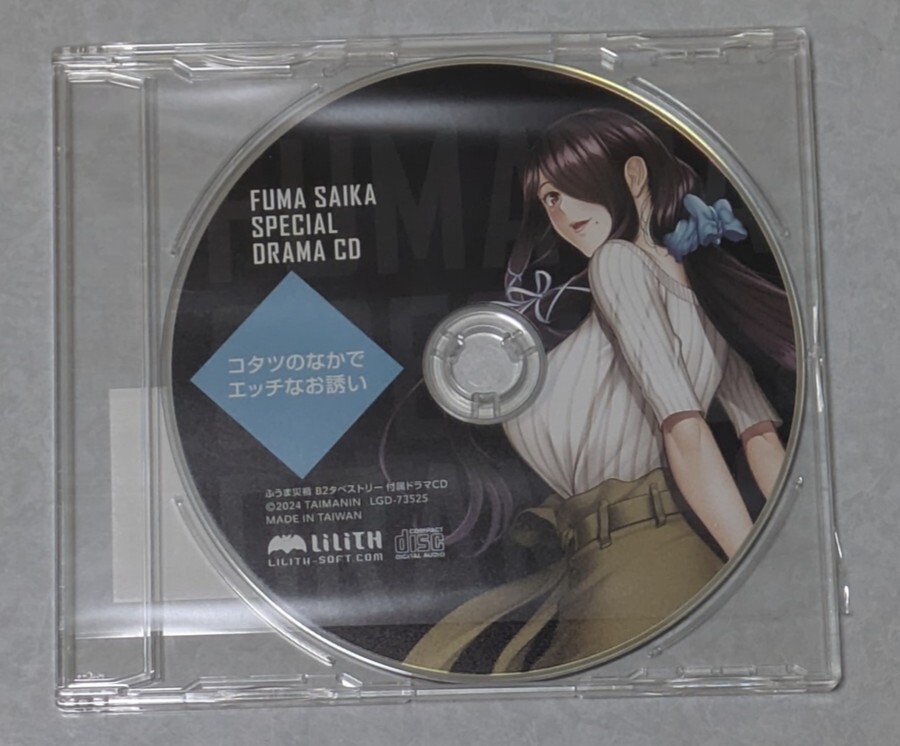 FUMA SAIKA
SPECIAL
DRAMA CD
コタツのなかで
エッチなお誘い
ふうま災禍 B2タペストリー 付属ドラマCD
©2024 TAIMANIN LGD-73525
MADE IN TAIWAN
LiLiTH
LILITH-SOFT.COM
COMPACT
disc
DIGITAL AUDIO